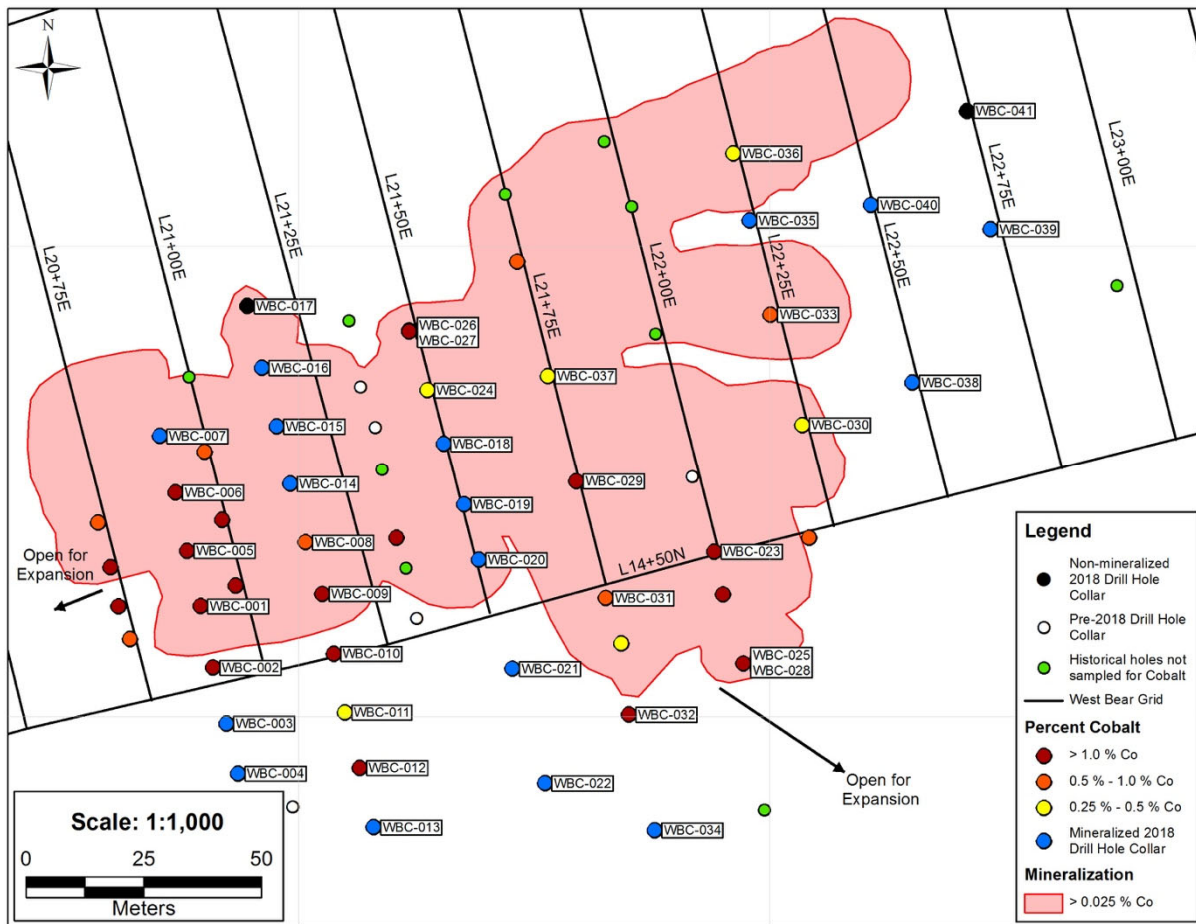 N
WBC-041
L23+00E
L22+75E
WBC-036
WBC-040
WBC-035
WBC-039
L21+50E
L21+25E
L21+00E
L20+75E
L22+50E
L22+25E
L22+00E
L21+75E
WBC-017
WBC-026
WBC-027
WBC-033
WBC-016
WBC-037
WBC-024
WBC-038
WBC-015
WBC-030
WBC-007
WBC-018
WBC-014
WBC-029
WBC-006
WBC-019
WBC-008
WBC-005
Open for
Expansion
WBC-020
L14+50N
WBC-023
WBC-009
WBC-001
WBC-031
WBC-010
WBC-002
WBC-021
WBC-025
WBC-028
WBC-003
WBC-011
WBC-032
WBC-004
WBC-012
WBC-022
Open for
Expansion
WBC-013
WBC-034
Scale: 1:1,000
0
25
50
Meters
Legend
Non-mineralized
2018 Drill Hole
Collar
Pre-2018 Drill Hole
Collar
Historical holes not
sampled for Cobalt
West Bear Grid
Percent Cobalt
> 1.0 % Co
0.5 % - 1.0 % Co
0.25 % - 0.5 % Co
Mineralized 2018
Drill Hole Collar
Mineralization
> 0.025 % Co